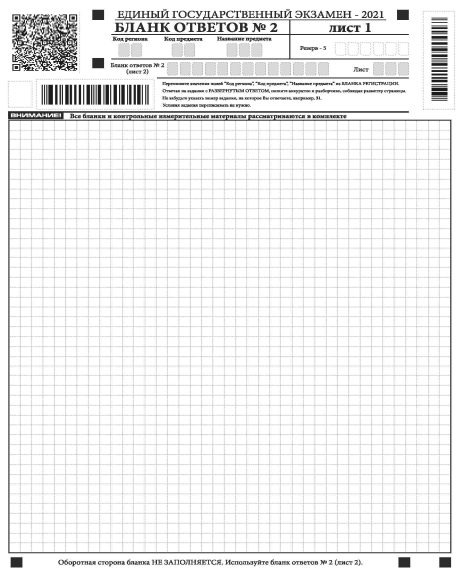 ЕДИНЫЙ ГОСУДАРСТВЕННЫЙ ЭКЗАМЕН - 2021
БЛАНК ОТВЕТОВ № 2
лист 1
Код региона Код предмета Название предмета
Резерв - 5
Бланк ответов № 2
(лист 2)
Лист
Перепишите значения полей "Код региона", "Код предмета", "Название предмета" из БЛАНКА РЕГИСТРАЦИИ.
Отвечая на задания с РАЗВЕРНУТЫМ ОТВЕТОМ, пишите аккуратно и разборчиво, соблюдая разметку страницы.
Не забудьте указать номер задания, на которое Вы отвечаете, например, 31.
Условия задания переписывать не нужно.
ВНИМАНИЕ! Все бланки и контрольные измерительные материалы рассматриваются в комплекте
Оборотная сторона бланка НЕ ЗАПОЛНЯЕТСЯ. Используйте бланк ответов № 2 (лист 2).